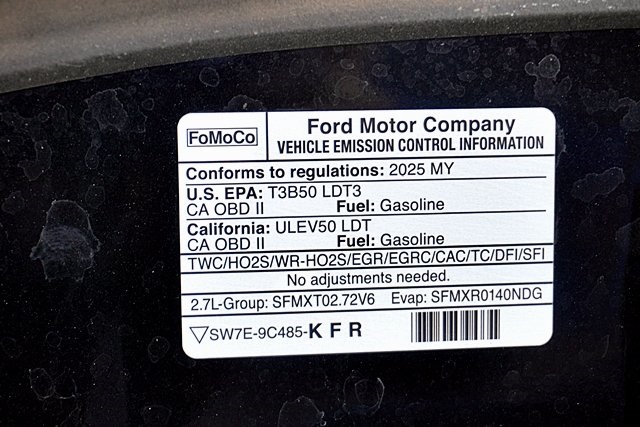 FoMoCo
Ford Motor Company
VEHICLE EMISSION CONTROL INFORMATION
Conforms to regulations: 2025 MY
U.S. EPA: T3B50 LDT3
CA OBD II Fuel: Gasoline
California: ULEV50 LDT
CA OBD II Fuel: Gasoline
TWC/HO2S/WR-HO2S/EGR/EGRC/CAC/TC/DFI/SFI
No adjustments needed.
2.7L-Group: SFMXT02.72V6 Evap: SFMXR0140NDG
SW7E-9C485-KFR